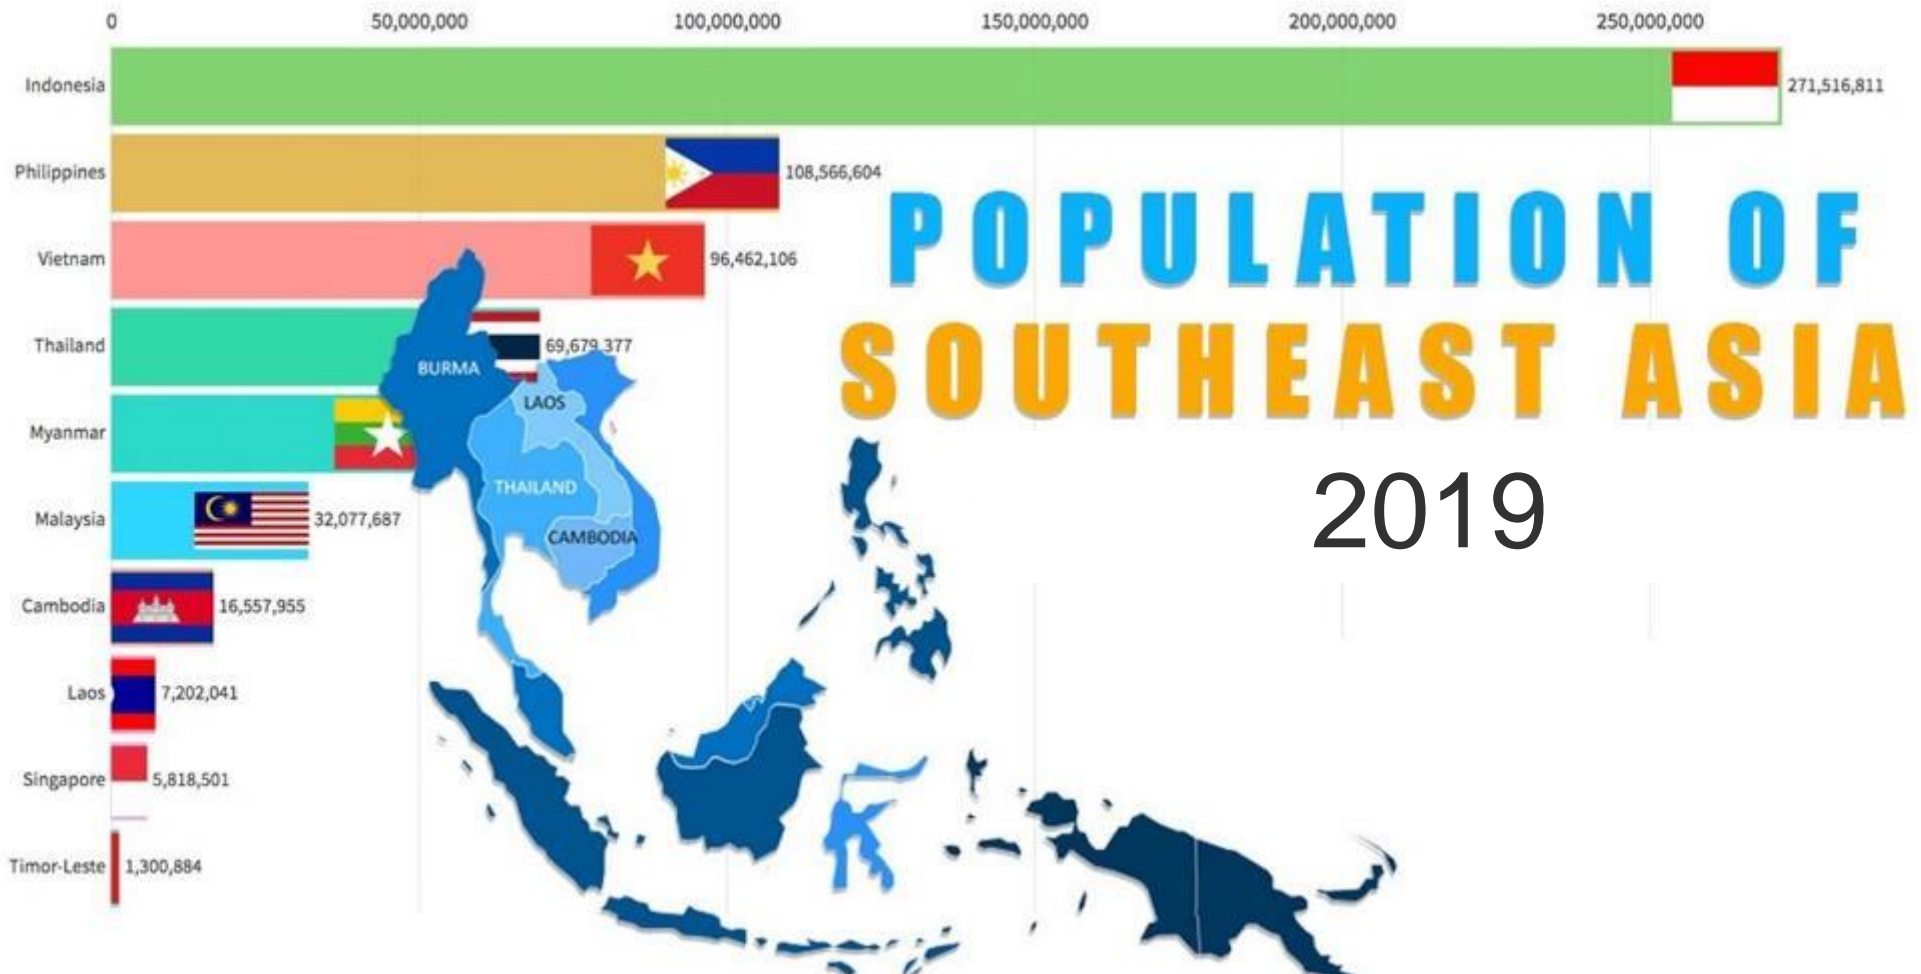 0 50,000,000 100,000,000 150,000,000 200,000,000 250,000,000
Indonesia 271,516,811
Philippines 108,566,604
POPULATION OF
Vietnam 96,462,106
SOUTHEAST ASIA
Thailand 69,679,377
BURMA
LAOS
Myanmar
THAILAND
2019
Malaysia 32,077,687
CAMBODIA
Cambodia 16,557,955
Laos 7,202,041
Singapore 5,818,501
Timor-Leste 1,300,884